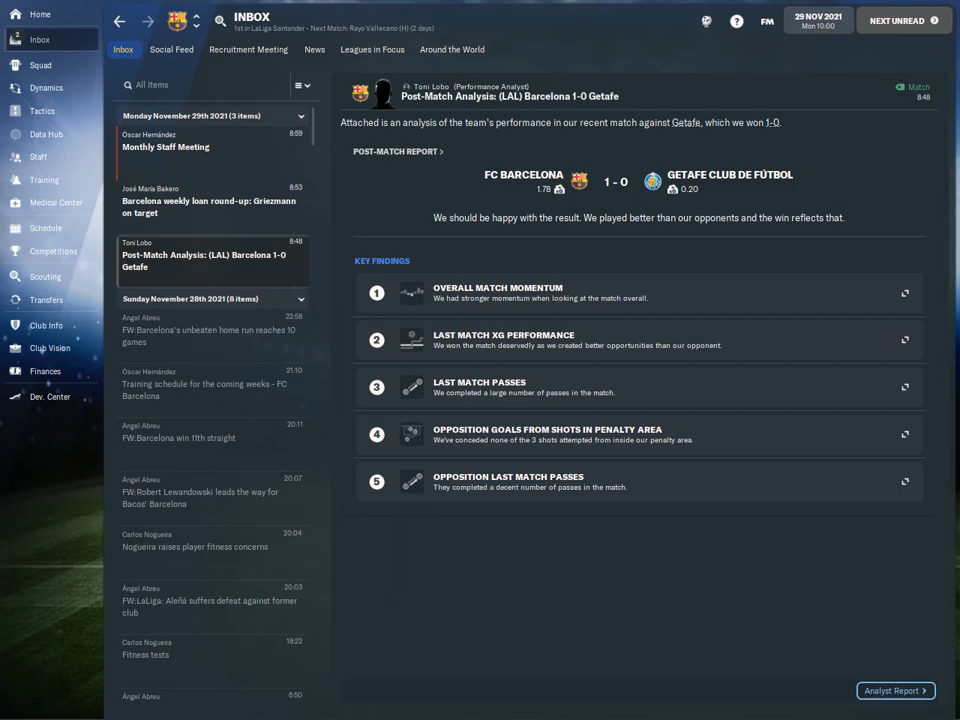 Home
2
Inbox
Squad
Dynamics
Tactics
Data Hub
Staff
Training
Medical Center
Schedule
Competitions
Scouting
Transfers
Club Info
Club Vision
Finances
Dev. Center
INBOX
1st in LaLiga Santander - Next Match: Rayo Vallecano (H) (2 days)
?
FM
29 NOV 2021
Mon 10:00
NEXT UNREAD
Inbox
Social Feed
Recruitment Meeting
News
Leagues in Focus
Around the World
All Items
Monday November 29th 2021 (3 items)
Óscar Hernández 8:59
Monthly Staff Meeting
José María Bakero 8:53
Barcelona weekly loan round-up: Griezmann
on target
Toni Lobo 8:48
Post-Match Analysis: (LAL) Barcelona 1-0
Getafe
Sunday November 28th 2021 (8 items)
Ángel Abreu 22:58
FW:Barcelona's unbeaten home run reaches 10
games
Óscar Hernández 21:10
Training schedule for the coming weeks - FC
Barcelona
Ángel Abreu 20:11
FW:Barcelona win 11th straight
Ángel Abreu 20:07
FW:Robert Lewandowski leads the way for
Bacos' Barcelona
Carlos Nogueira 20:04
Nogueira raises player fitness concerns
Ángel Abreu 20:03
FW:LaLiga: Aleñá suffers defeat against former
club
Carlos Nogueira 18:22
Fitness tests
Ángel Abreu 6:50
Toni Lobo (Performance Analyst)
Post-Match Analysis: (LAL) Barcelona 1-0 Getafe
Match
8:48
Attached is an analysis of the team's performance in our recent match against Getafe, which we won 1-0.
POST-MATCH REPORT >
FC BARCELONA
1.78
1 - 0
GETAFE CLUB DE FÚTBOL
0.20
We should be happy with the result. We played better than our opponents and the win reflects that.
KEY FINDINGS
1
OVERALL MATCH MOMENTUM
We had stronger momentum when looking at the match overall.
2
LAST MATCH XG PERFORMANCE
We won the match deservedly as we created better opportunities than our opponent.
3
LAST MATCH PASSES
We completed a large number of passes in the match.
4
OPPOSITION GOALS FROM SHOTS IN PENALTY AREA
We've conceded none of the 3 shots attempted from inside our penalty area.
5
OPPOSITION LAST MATCH PASSES
They completed a decent number of passes in the match.
Analyst Report >